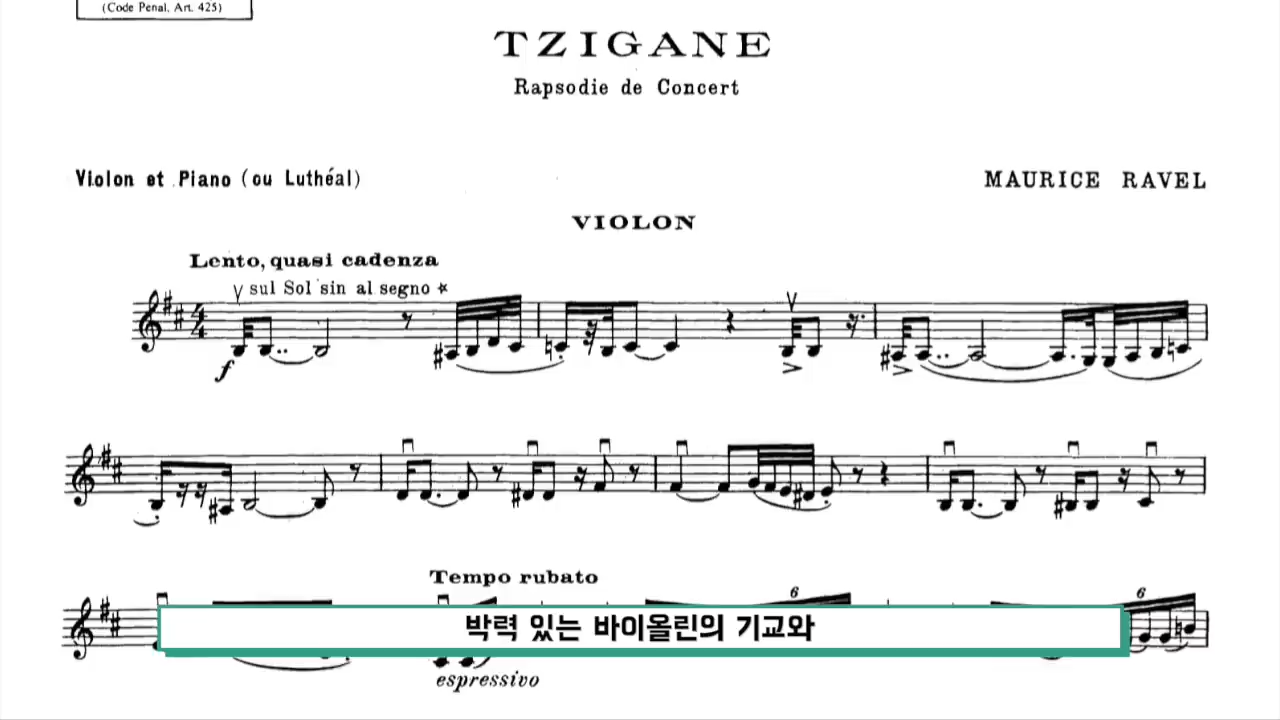 (Code Penal, Art. 425)
TZIGANE
Rapsodie de Concert
Violon et Piano (ou Luthéal)
MAURICE RAVEL
VIOLON
Lento, quasi cadenza
sul Sol sin al segno *
f
Tempo rubato
6
6
박력 있는 바이올린의 기교와
espressivo